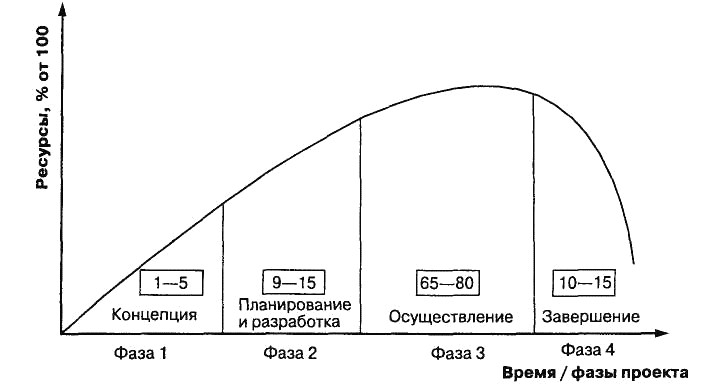 Ресурсы, % от 100
1—5
9—15
65—80
10—15
Концепция
Планирование
и разработка
Осуществление
Завершение
Фаза 1
Фаза 2
Фаза 3
Фаза 4
Время / фазы проекта